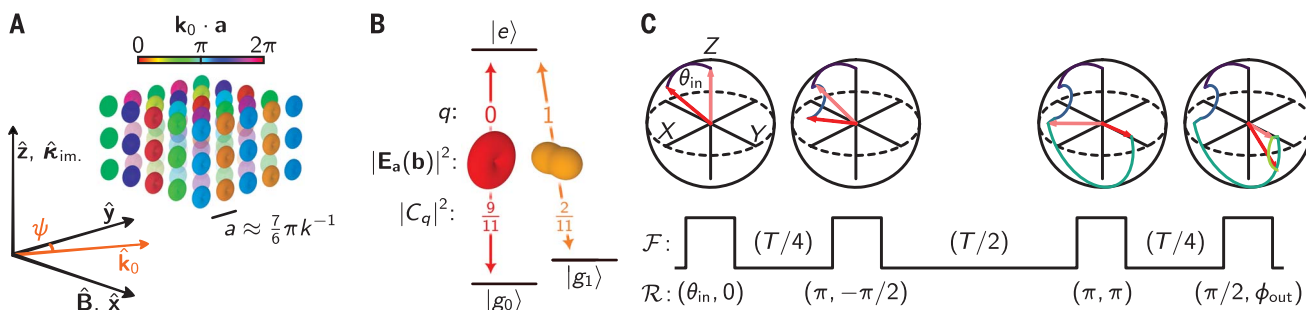 A
k₀ · a
0 π 2π
ẑ, κ̂im.
ŷ
ψ
k̂₀
B̂, x̂
a ≈ 7/6 πk⁻¹
B
|e⟩
q: 0 1
|Eₐ(b)|²:
|C_q|²: 9/11 2/11
|g₁⟩
|g₀⟩
C
Z
θin
X Y
F: (T/4) (T/2) (T/4)
R: (θin, 0) (π, −π/2) (π, π) (π/2, ϕout)